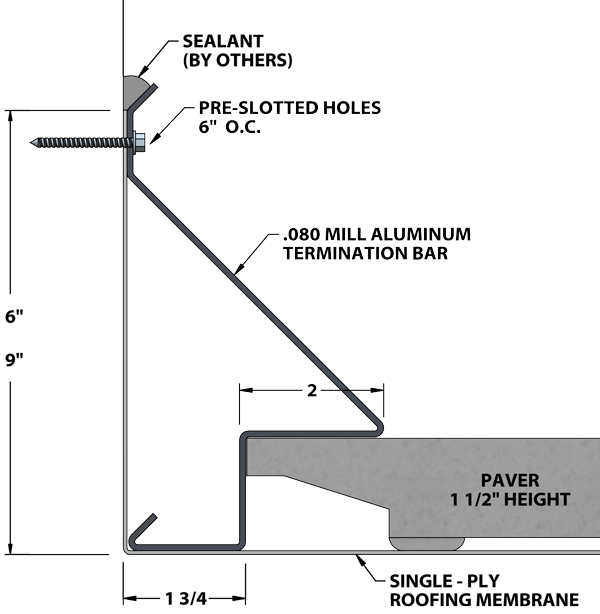 SEALANT
(BY OTHERS)
PRE-SLOTTED HOLES
6" O.C.
.080 MILL ALUMINUM
TERMINATION BAR
6"
9"
2
PAVER
1 1/2" HEIGHT
1 3/4
SINGLE - PLY
ROOFING MEMBRANE